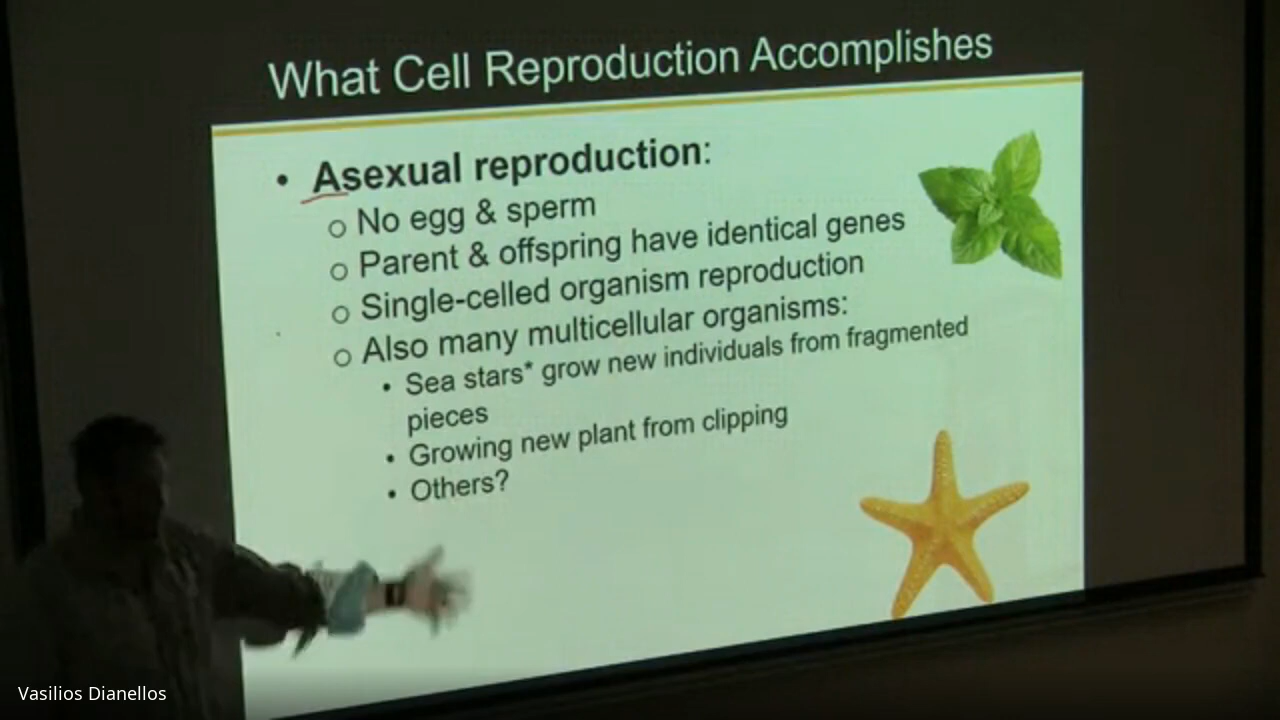 What Cell Reproduction Accomplishes
• Asexual reproduction:
o No egg & sperm
o Parent & offspring have identical genes
o Single-celled organism reproduction
o Also many multicellular organisms:
• Sea stars* grow new individuals from fragmented
pieces
• Growing new plant from clipping
• Others?
Vasilios Dianellos